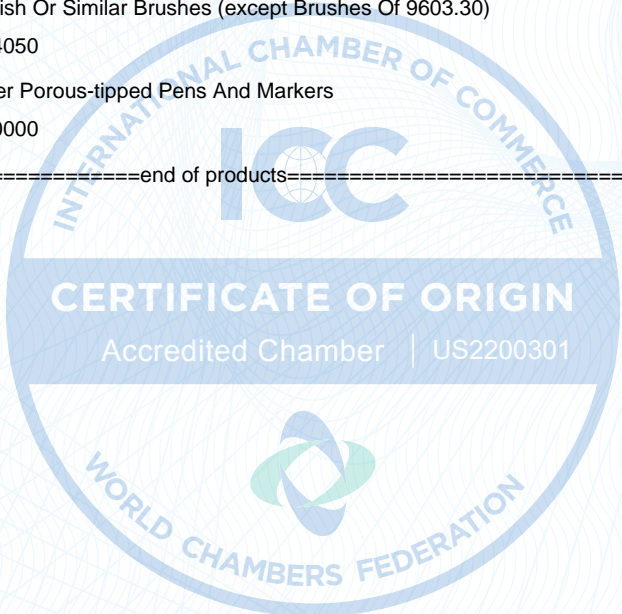 ish Or Similar Brushes (except Brushes Of 9603.30)
4050
er Porous-tipped Pens And Markers
0000
============end of products===========================
INTERNATIONAL CHAMBER OF COMMERCE
ICC
CERTIFICATE OF ORIGIN
Accredited Chamber | US2200301
WORLD CHAMBERS FEDERATION